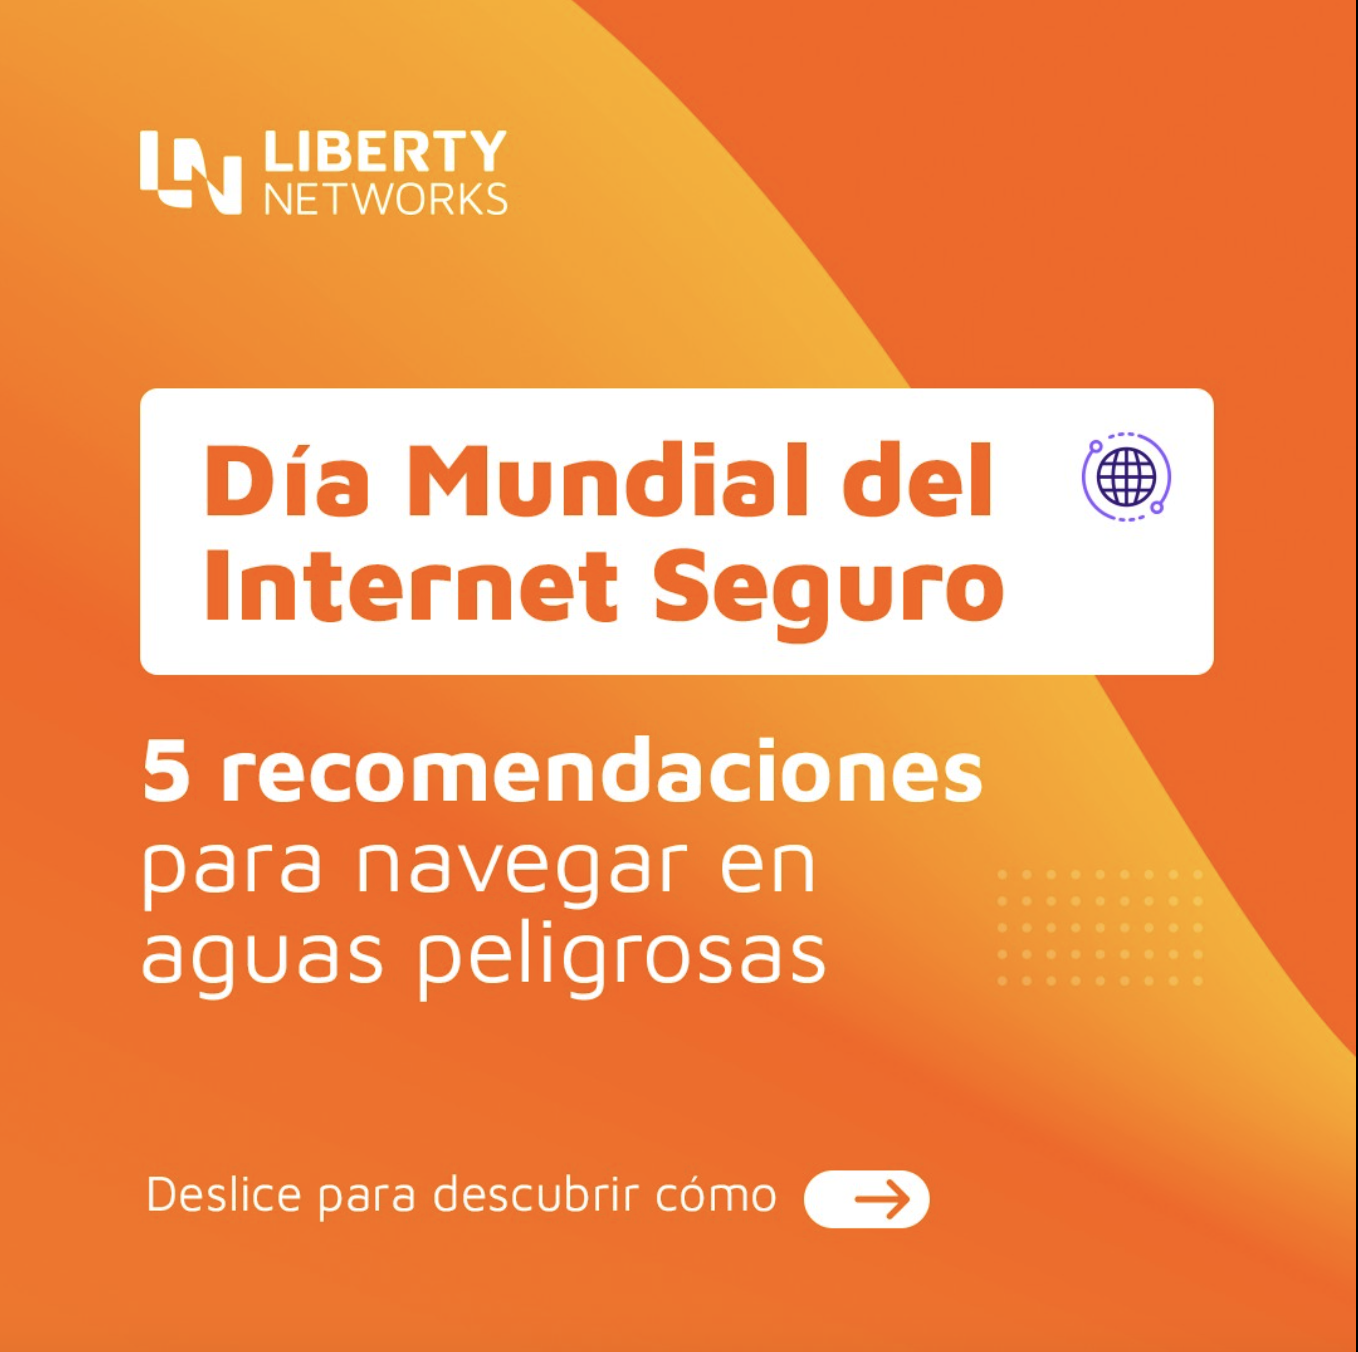 LIBERTY
NETWORKS
Día Mundial del
Internet Seguro
5 recomendaciones
para navegar en
aguas peligrosas
Deslice para descubrir cómo